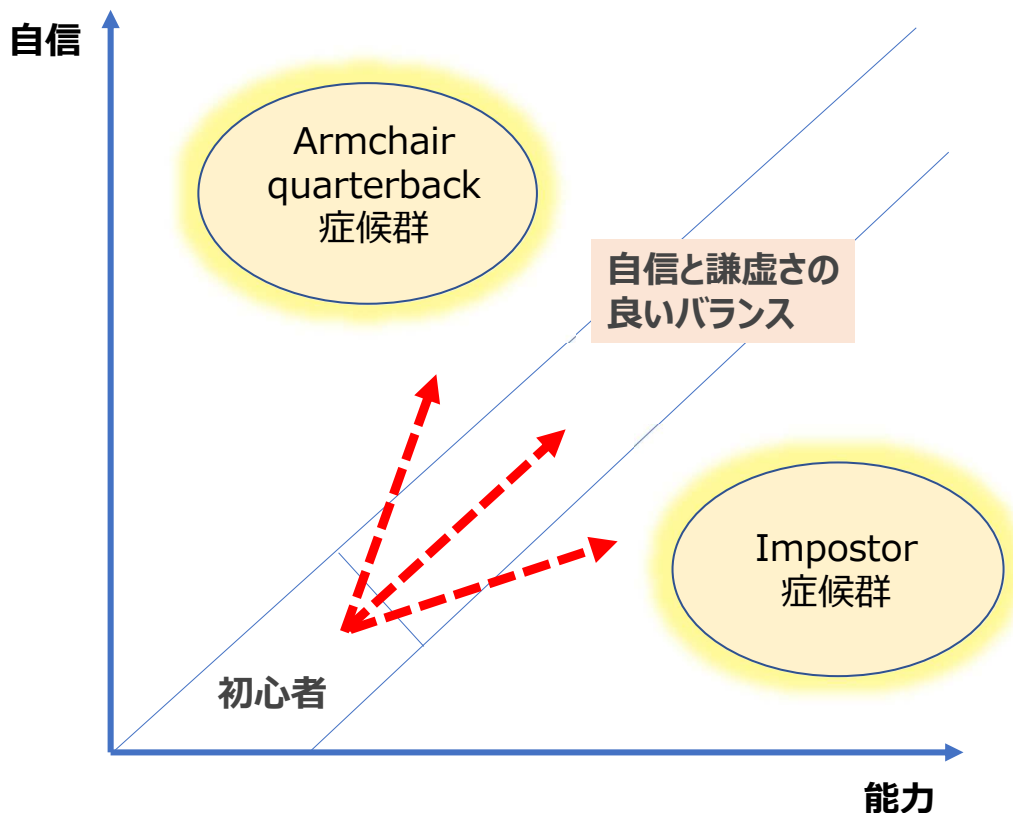 自信
Armchair
quarterback
症候群
自信と謙虚さの
良いバランス
Impostor
症候群
初心者
能力